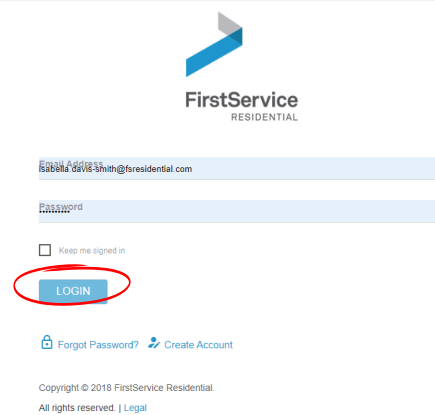 FirstService
RESIDENTIAL
Email Address
isabella.davis-smith@fsresidential.com
Password
••••••••••
Keep me signed in
LOGIN
Forgot Password? Create Account
Copyright © 2018 FirstService Residential.
All rights reserved. | Legal